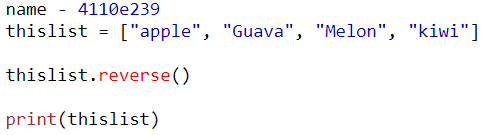 name - 4110e239
thislist = ["apple", "Guava", "Melon", "kiwi"]
thislist.reverse()
print(thislist)